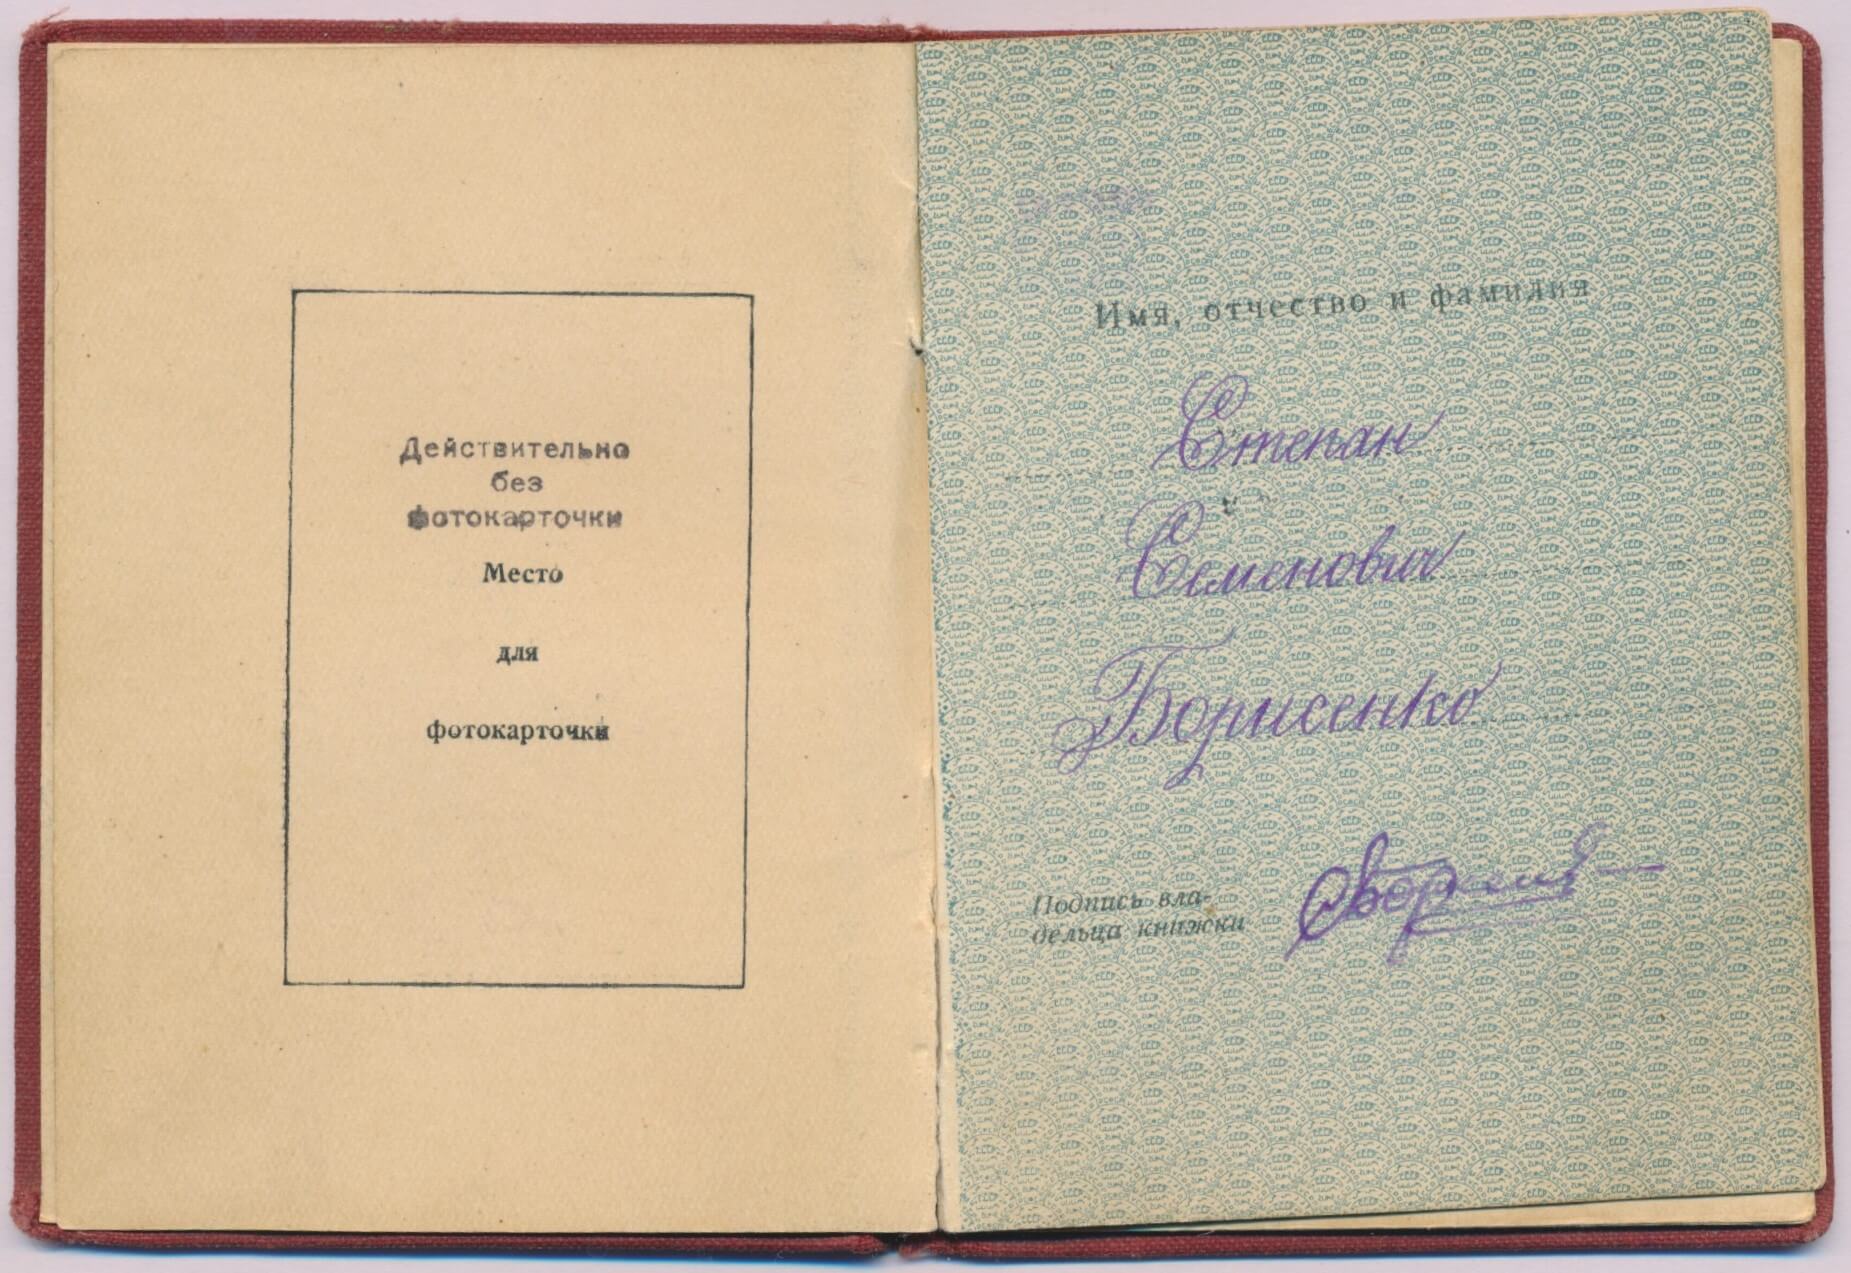 Действительно
без
фотокарточки
Место
для
фотокарточки
Имя, отчество и фамилия
Степан
Семенович
Борисенко
Подпись вла-
дельца книжки